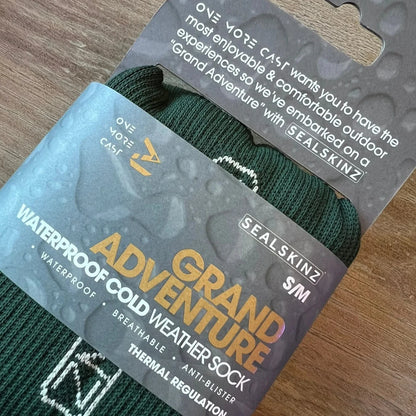 ONE MORE CAST wants you to have the
most enjoyable & comfortable outdoor
experiences so we've embarked on a
"Grand Adventure" with SEALSKINZ
ONE
MORE
CAST
SEALSKINZ
S/M
GRAND
ADVENTURE
WATERPROOF COLD WEATHER SOCK
• WATERPROOF • BREATHABLE • ANTI-BLISTER
THERMAL REGULATION